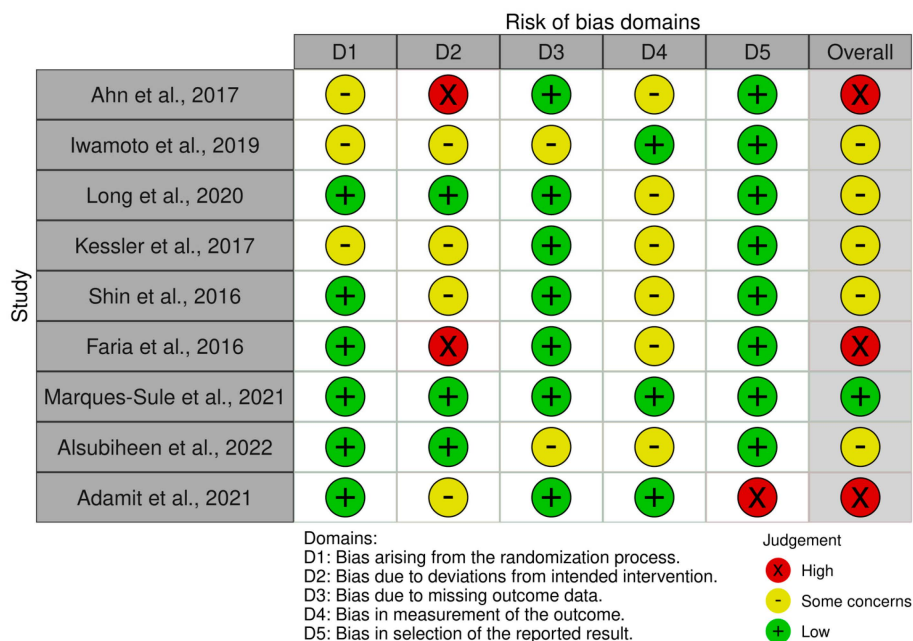 Risk of bias domains
D1 D2 D3 D4 D5 Overall
Study
Ahn et al., 2017 - X + - + X
Iwamoto et al., 2019 - - - + + -
Long et al., 2020 + + + - + -
Kessler et al., 2017 - - + - + -
Shin et al., 2016 + - + - + -
Faria et al., 2016 + X + - + X
Marques-Sule et al., 2021 + + + + + +
Alsubiheen et al., 2022 + + - - + -
Adamit et al., 2021 + - + + X X
Domains:
D1: Bias arising from the randomization process.
D2: Bias due to deviations from intended intervention.
D3: Bias due to missing outcome data.
D4: Bias in measurement of the outcome.
D5: Bias in selection of the reported result.
Judgement
X High
- Some concerns
+ Low